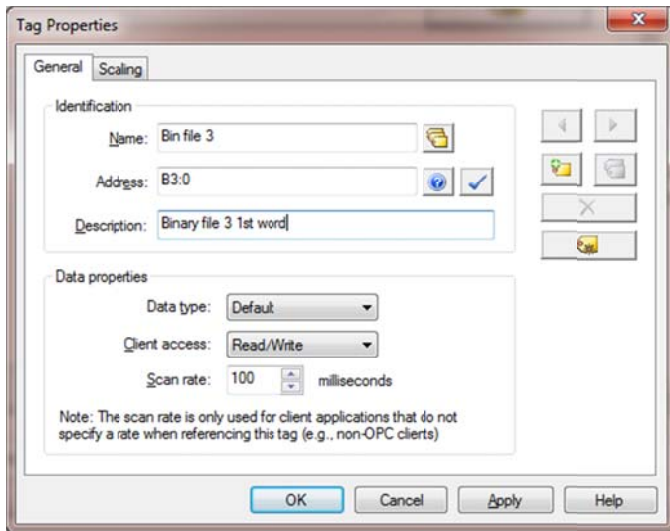 Tag Properties
General Scaling
Identification
Name: Bin file 3
Address: B3:0
Description: Binary file 3 1st word
Data properties
Data type: Default
Client access: Read/Write
Scan rate: 100 milliseconds
Note: The scan rate is only used for client applications that do not
specify a rate when referencing this tag (e.g., non-OPC clients)
OK Cancel Apply Help